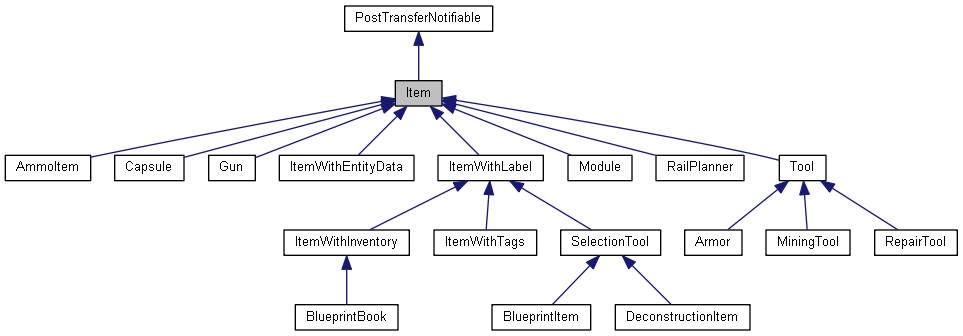 PostTransferNotifiable
Item
AmmoItem
Capsule
Gun
ItemWithEntityData
ItemWithLabel
Module
RailPlanner
Tool
ItemWithInventory
ItemWithTags
SelectionTool
Armor
MiningTool
RepairTool
BlueprintBook
BlueprintItem
DeconstructionItem